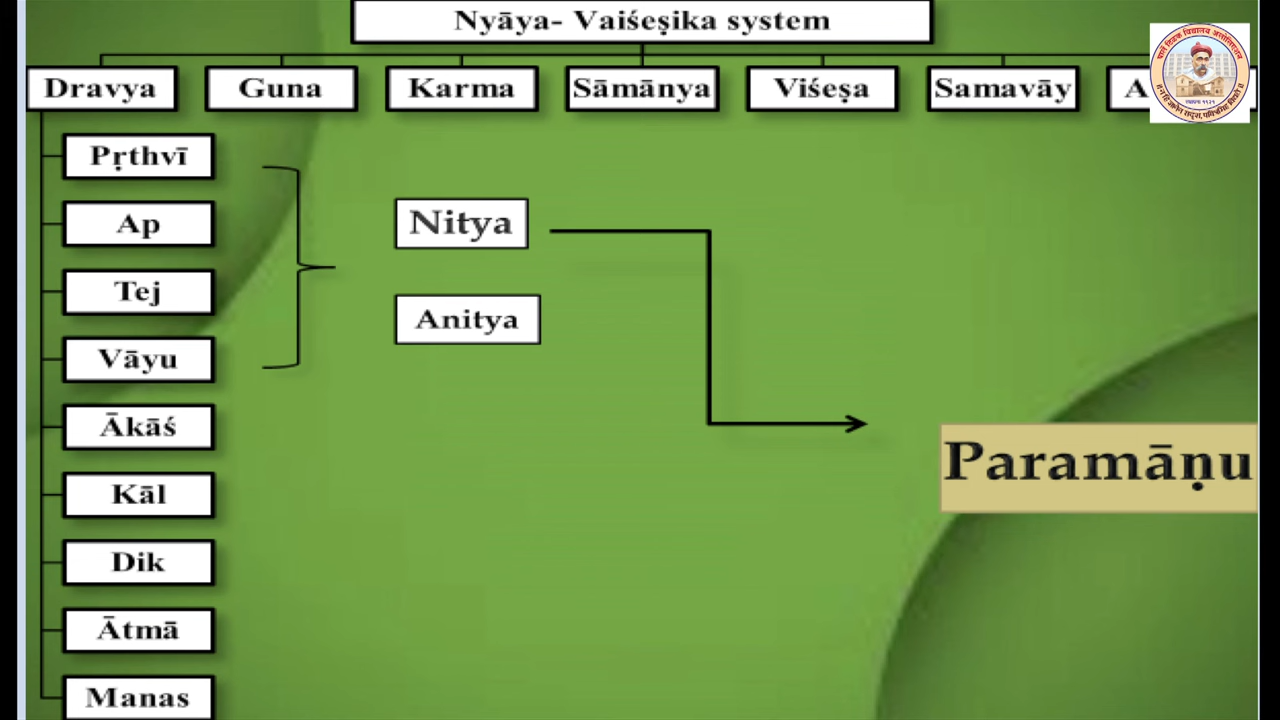 Nyāya- Vaiśeṣika system
Dravya
Guna
Karma
Sāmānya
Viśeṣa
Samavāy
Pṛthvī
Ap
Tej
Vāyu
Ākāś
Kāl
Dik
Ātmā
Manas
Nitya
Anitya
Paramāṇu